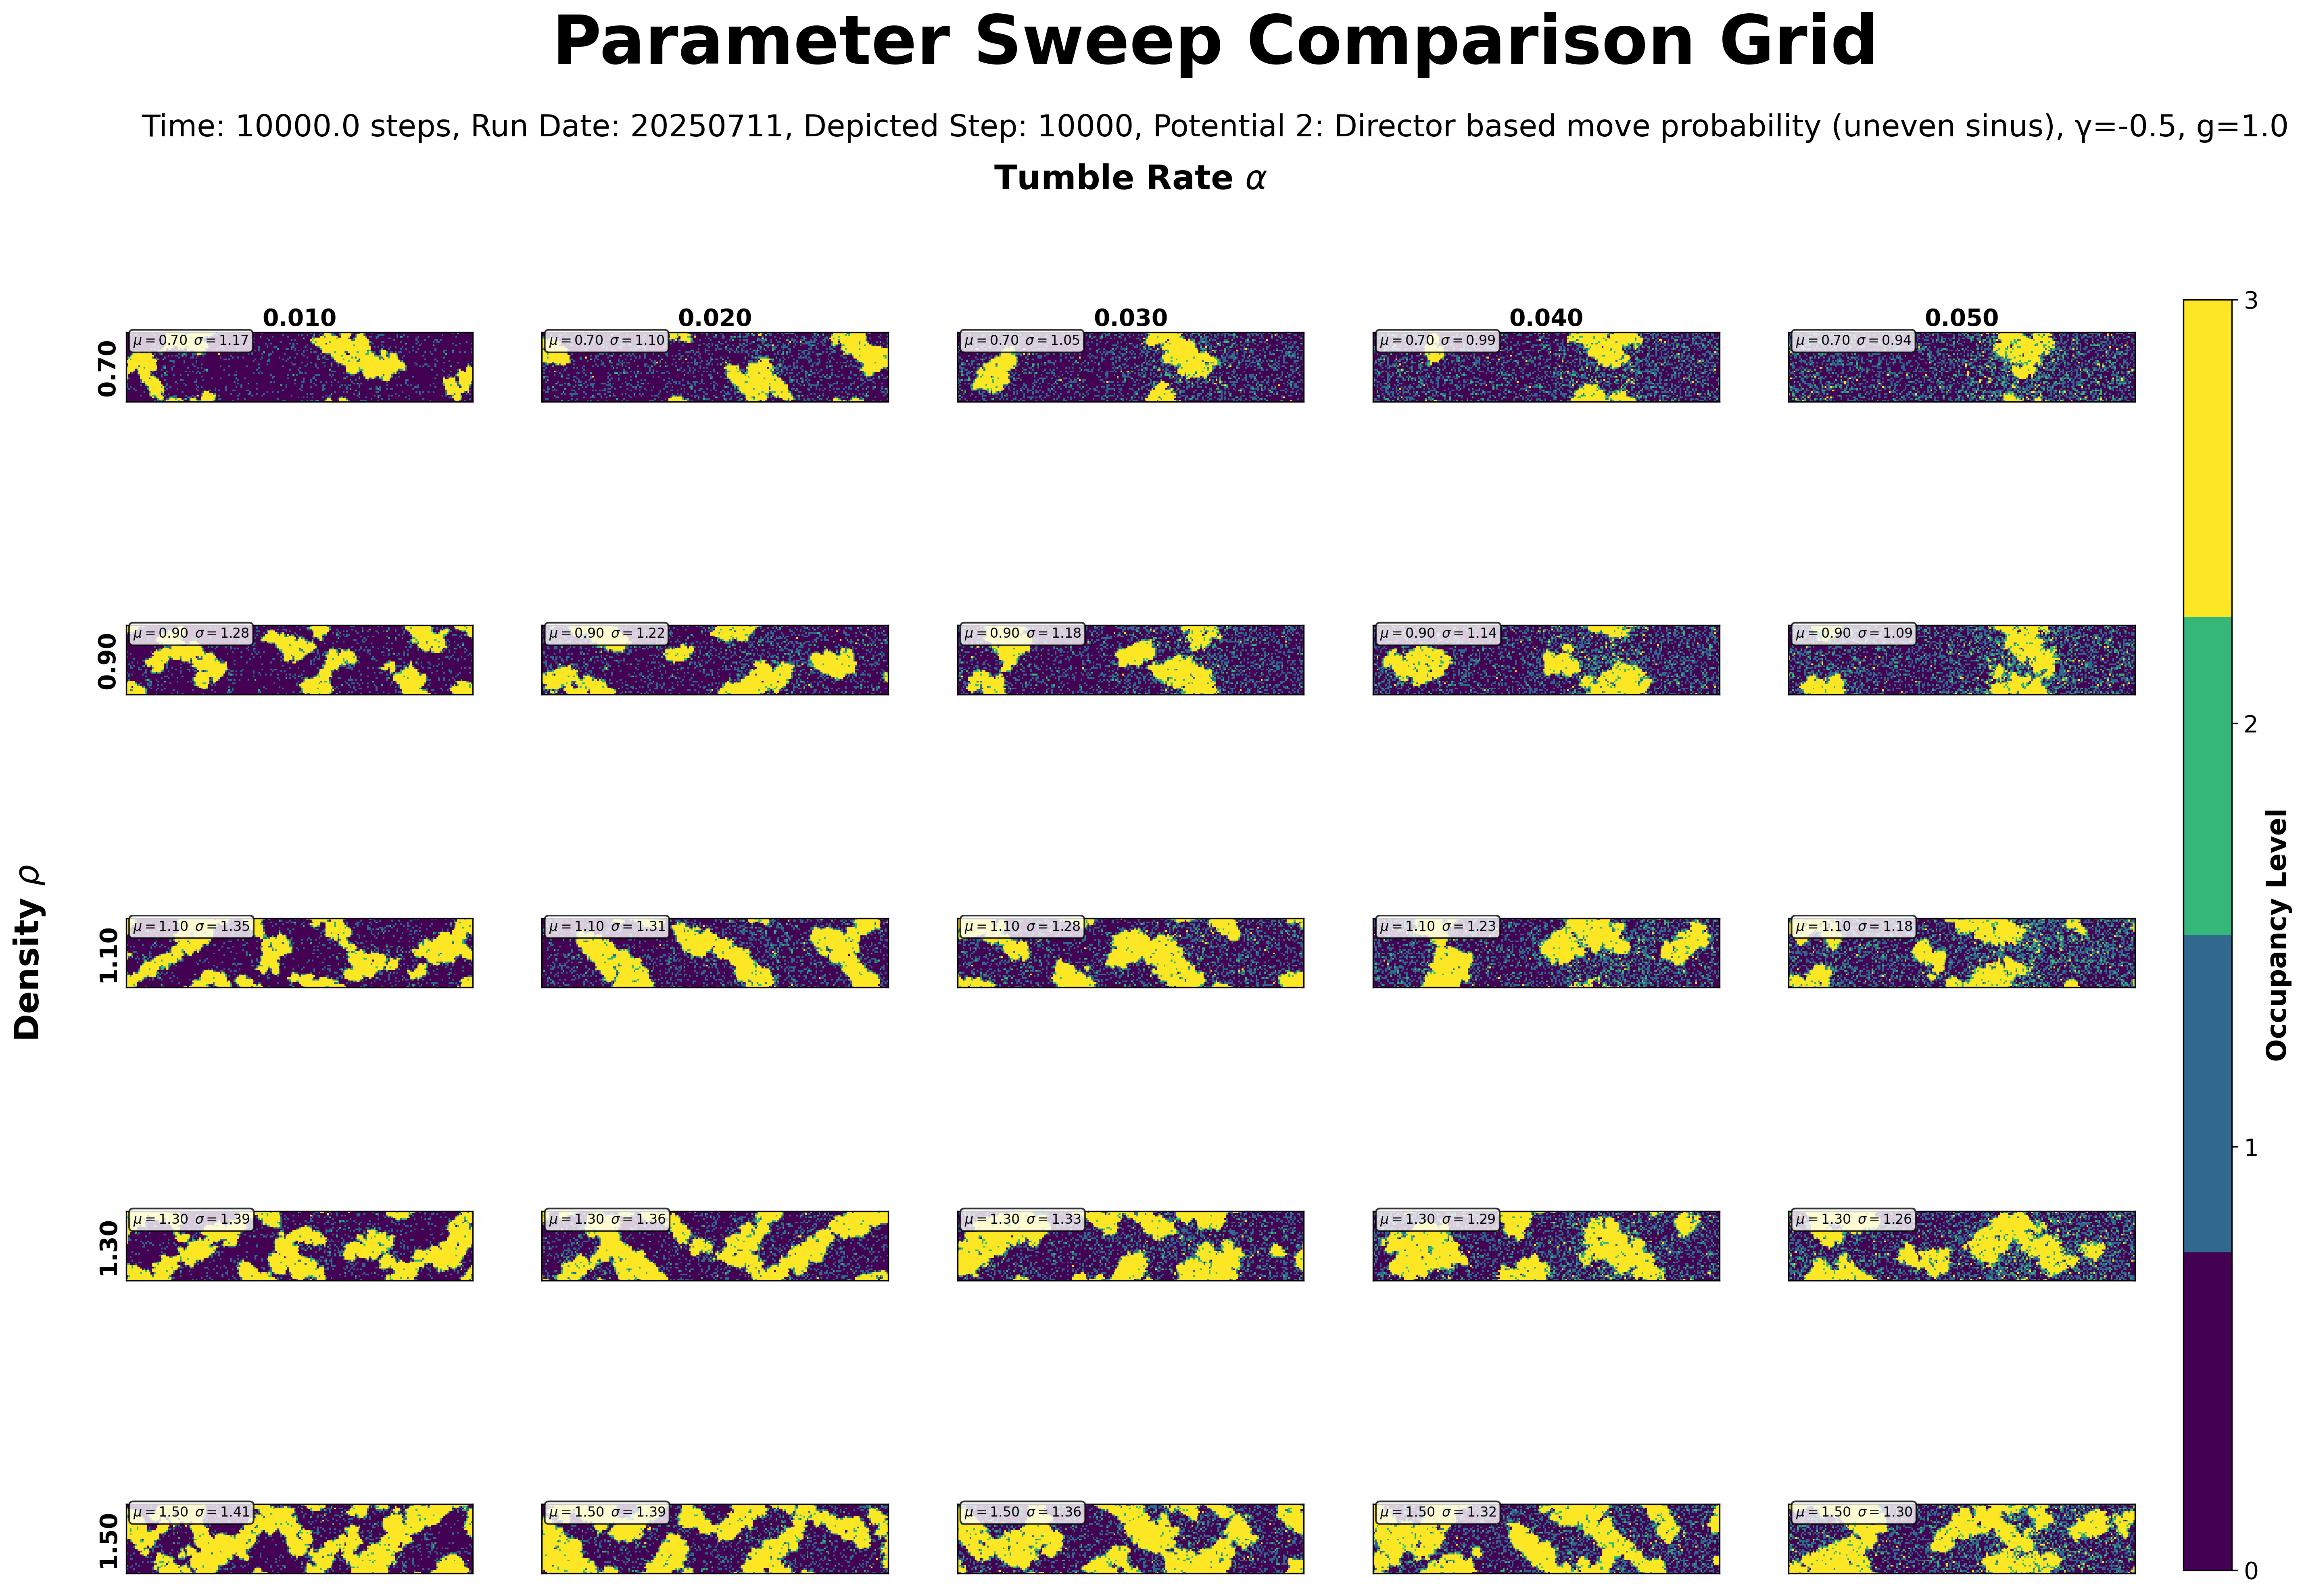 Parameter Sweep Comparison Grid
Time: 10000.0 steps, Run Date: 20250711, Depicted Step: 10000, Potential 2: Director based move probability (uneven sinus), γ=-0.5, g=1.0
Tumble Rate α
0.010 0.020 0.030 0.040 0.050
0.70
μ = 0.70 σ = 1.17
μ = 0.70 σ = 1.10
μ = 0.70 σ = 1.05
μ = 0.70 σ = 0.99
μ = 0.70 σ = 0.94
0.90
μ = 0.90 σ = 1.28
μ = 0.90 σ = 1.22
μ = 0.90 σ = 1.18
μ = 0.90 σ = 1.14
μ = 0.90 σ = 1.09
Density ρ
1.10
μ = 1.10 σ = 1.35
μ = 1.10 σ = 1.31
μ = 1.10 σ = 1.28
μ = 1.10 σ = 1.23
μ = 1.10 σ = 1.18
1.30
μ = 1.30 σ = 1.39
μ = 1.30 σ = 1.36
μ = 1.30 σ = 1.33
μ = 1.30 σ = 1.29
μ = 1.30 σ = 1.26
1.50
μ = 1.50 σ = 1.41
μ = 1.50 σ = 1.39
μ = 1.50 σ = 1.36
μ = 1.50 σ = 1.32
μ = 1.50 σ = 1.30
3
2
1
0
Occupancy Level